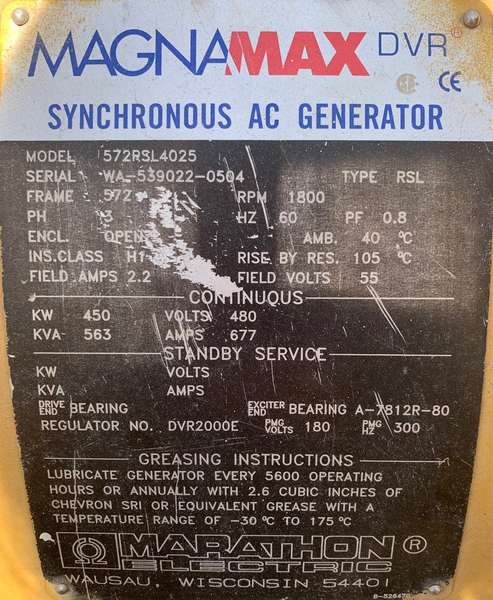 MAGNAMAX DVR®
CE
SYNCHRONOUS AC GENERATOR
MODEL 572RSL4025
SERIAL WA-539022-0504 TYPE RSL
FRAME 572 RPM 1800
PH 3 HZ 60 PF 0.8
ENCL. OPEN AMB. 40 °C
INS.CLASS H RISE BY RES. 105 °C
FIELD AMPS 2.2 FIELD VOLTS 55
CONTINUOUS
KW 450 VOLTS 480
KVA 563 AMPS 677
STANDBY SERVICE
KW VOLTS
KVA AMPS
DRIVE END BEARING EXCITER END BEARING A-7812R-80
REGULATOR NO. DVR2000E PMG VOLTS 180 PMG HZ 300
GREASING INSTRUCTIONS
LUBRICATE GENERATOR EVERY 5600 OPERATING
HOURS OR ANNUALLY WITH 2.6 CUBIC INCHES OF
CHEVRON SRI OR EQUIVALENT GREASE WITH A
TEMPERATURE RANGE OF -30 °C TO 175 °C
MARATHON ®
ELECTRIC
WAUSAU, WISCONSIN 54401